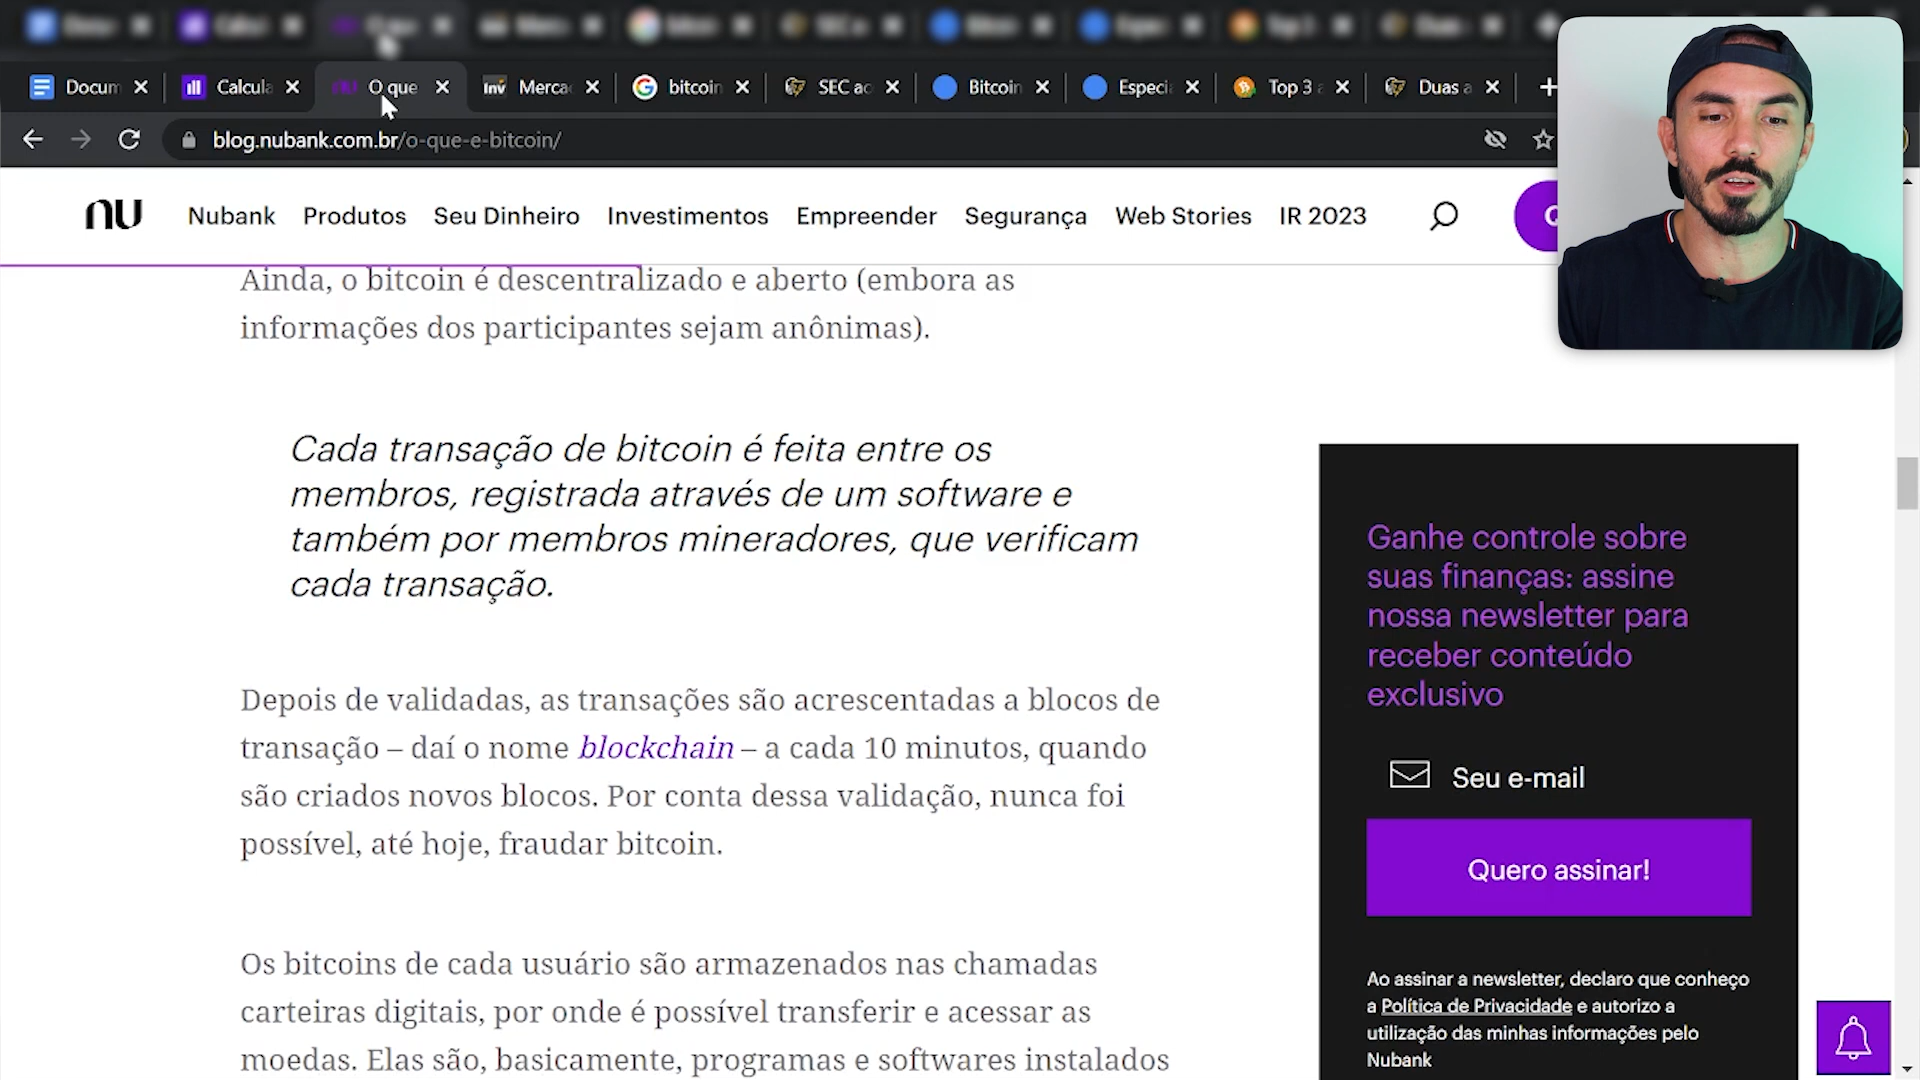 Docum
Calcula
O que
Merca
bitcoin
SEC ac
Bitcoin
Especi
Top 3 a
Duas a
blog.nubank.com.br/o-que-e-bitcoin/
nu
Nubank
Produtos
Seu Dinheiro
Investimentos
Empreender
Segurança
Web Stories
IR 2023
Ainda, o bitcoin é descentralizado e aberto (embora as
informações dos participantes sejam anônimas).
Cada transação de bitcoin é feita entre os
membros, registrada através de um software e
também por membros mineradores, que verificam
cada transação.
Depois de validadas, as transações são acrescentadas a blocos de
transação – daí o nome blockchain – a cada 10 minutos, quando
são criados novos blocos. Por conta dessa validação, nunca foi
possível, até hoje, fraudar bitcoin.
Os bitcoins de cada usuário são armazenados nas chamadas
carteiras digitais, por onde é possível transferir e acessar as
moedas. Elas são, basicamente, programas e softwares instalados
Ganhe controle sobre
suas finanças: assine
nossa newsletter para
receber conteúdo
exclusivo
Seu e-mail
Quero assinar!
Ao assinar a newsletter, declaro que conheço
a Política de Privacidade e autorizo a
utilização das minhas informações pelo
Nubank